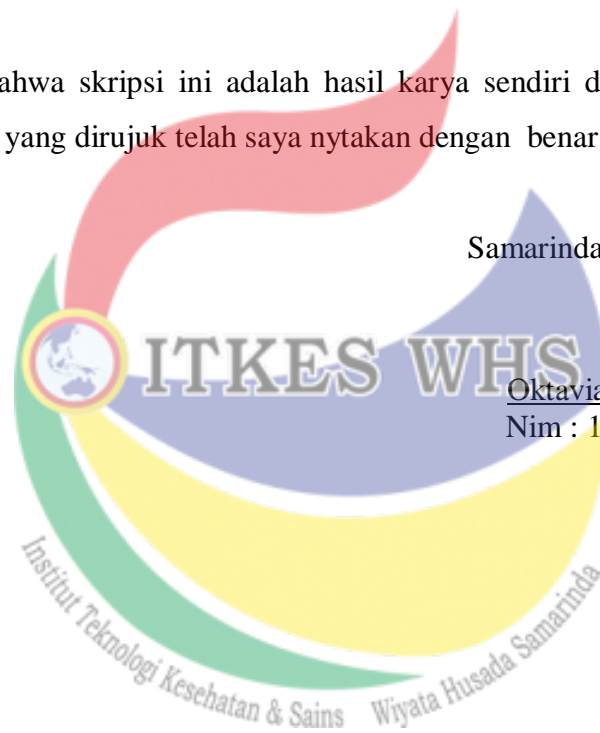 ahwa skripsi ini adalah hasil karya sendiri d
yang dirujuk telah saya nytakan dengan benar
Samarinda
ITKES WHS
Oktavia
Nim : 1
Institut Teknologi Kesehatan & Sains Wiyata Husada Samarinda